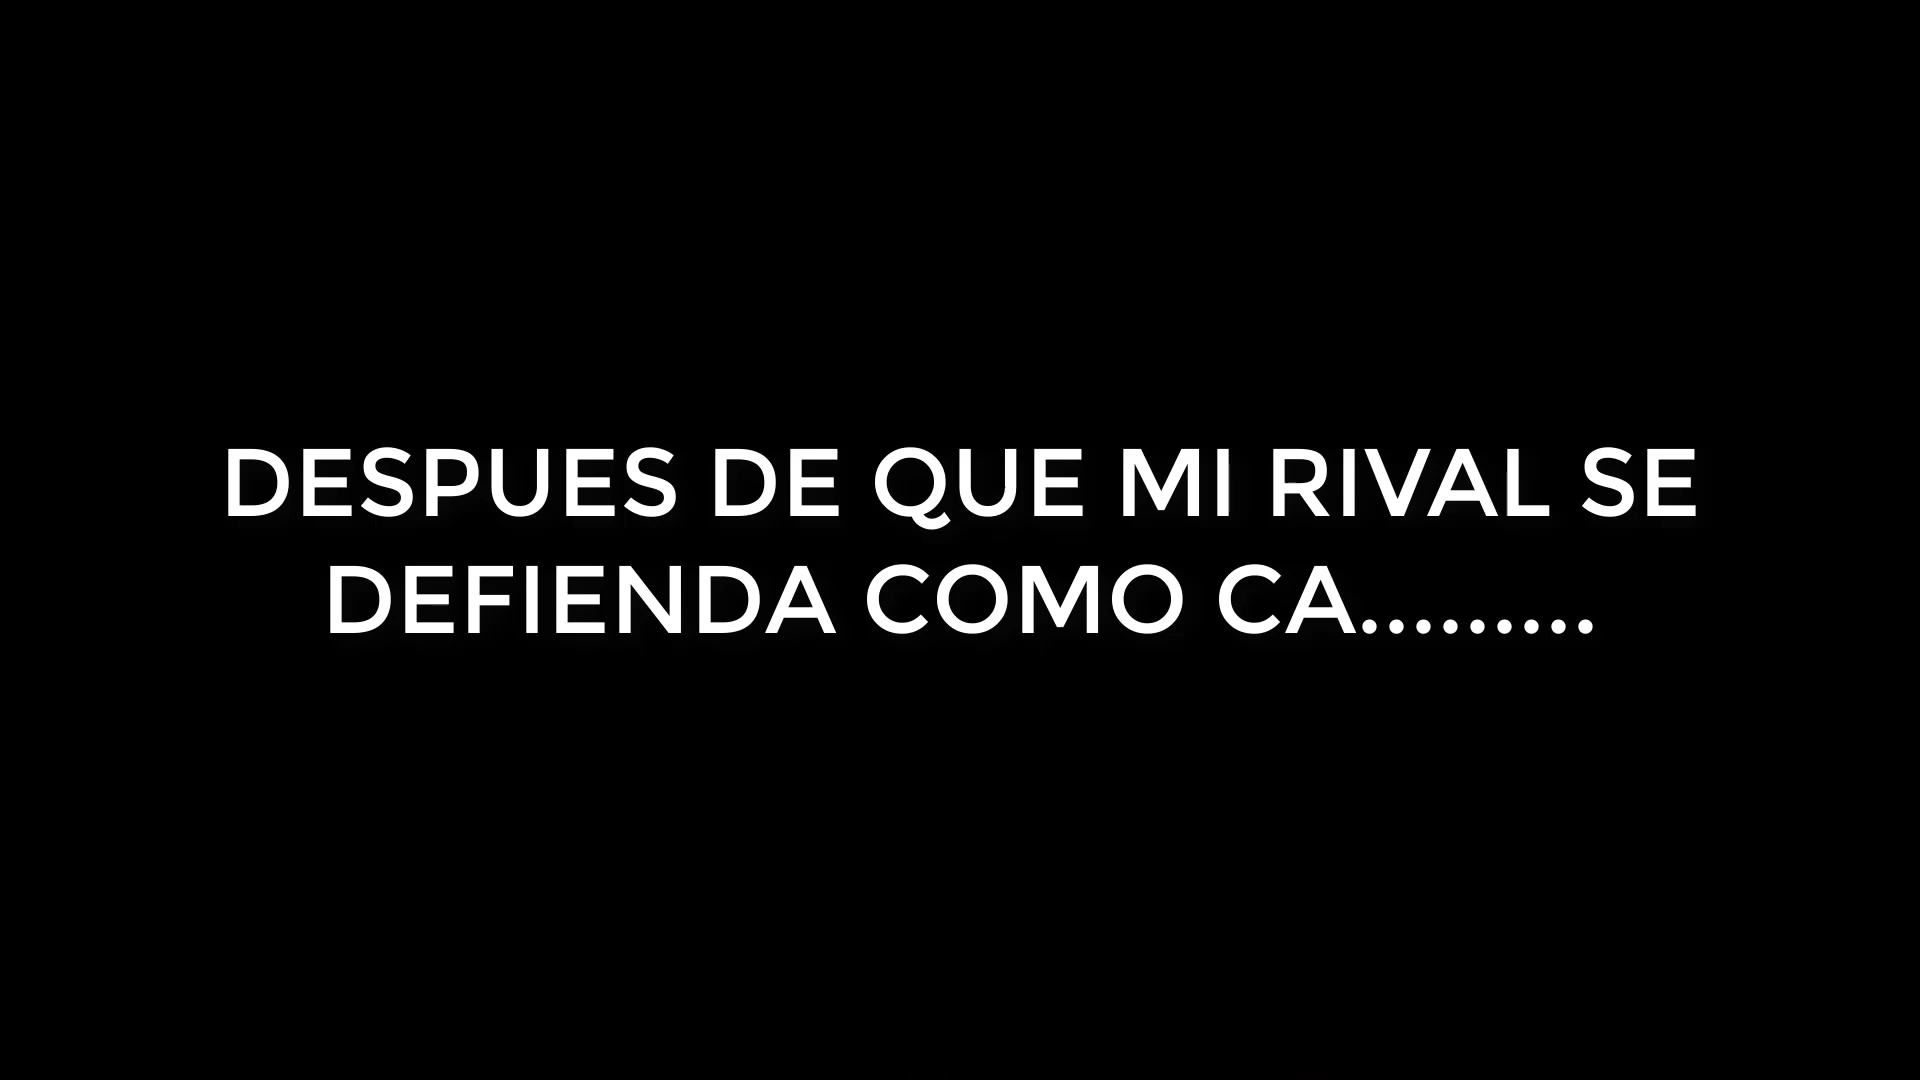 DESPUES DE QUE MI RIVAL SE
DEFIENDA COMO CA.........